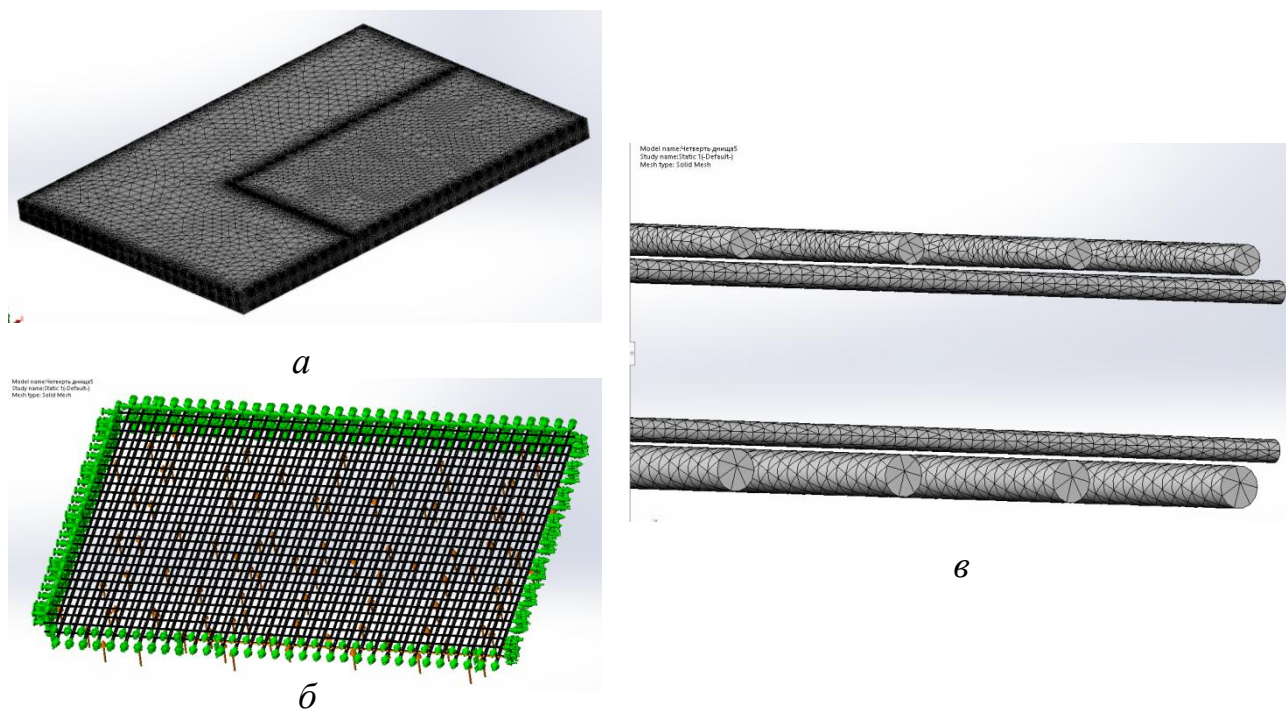 а
Model name:Четверть днища5
Study name:Static 1(-Default-)
Mesh type: Solid Mesh
б
Model name:Четверть днища5
Study name:Static 1(-Default-)
Mesh type: Solid Mesh
в